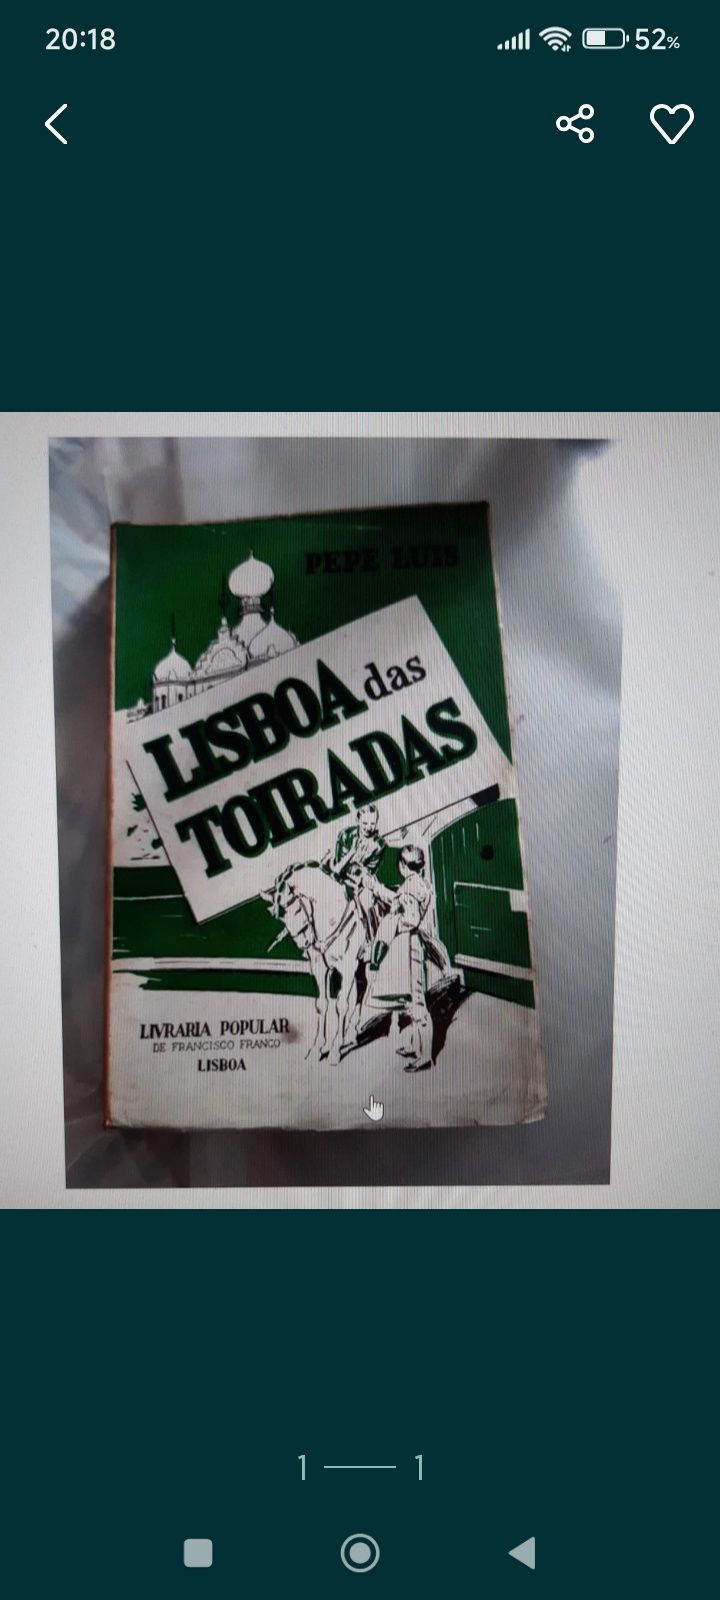 20:18
52%
PEPE LUIS
LISBOA das
TOIRADAS
LIVRARIA POPULAR
DE FRANCISCO FRANCO
LISBOA
1 1